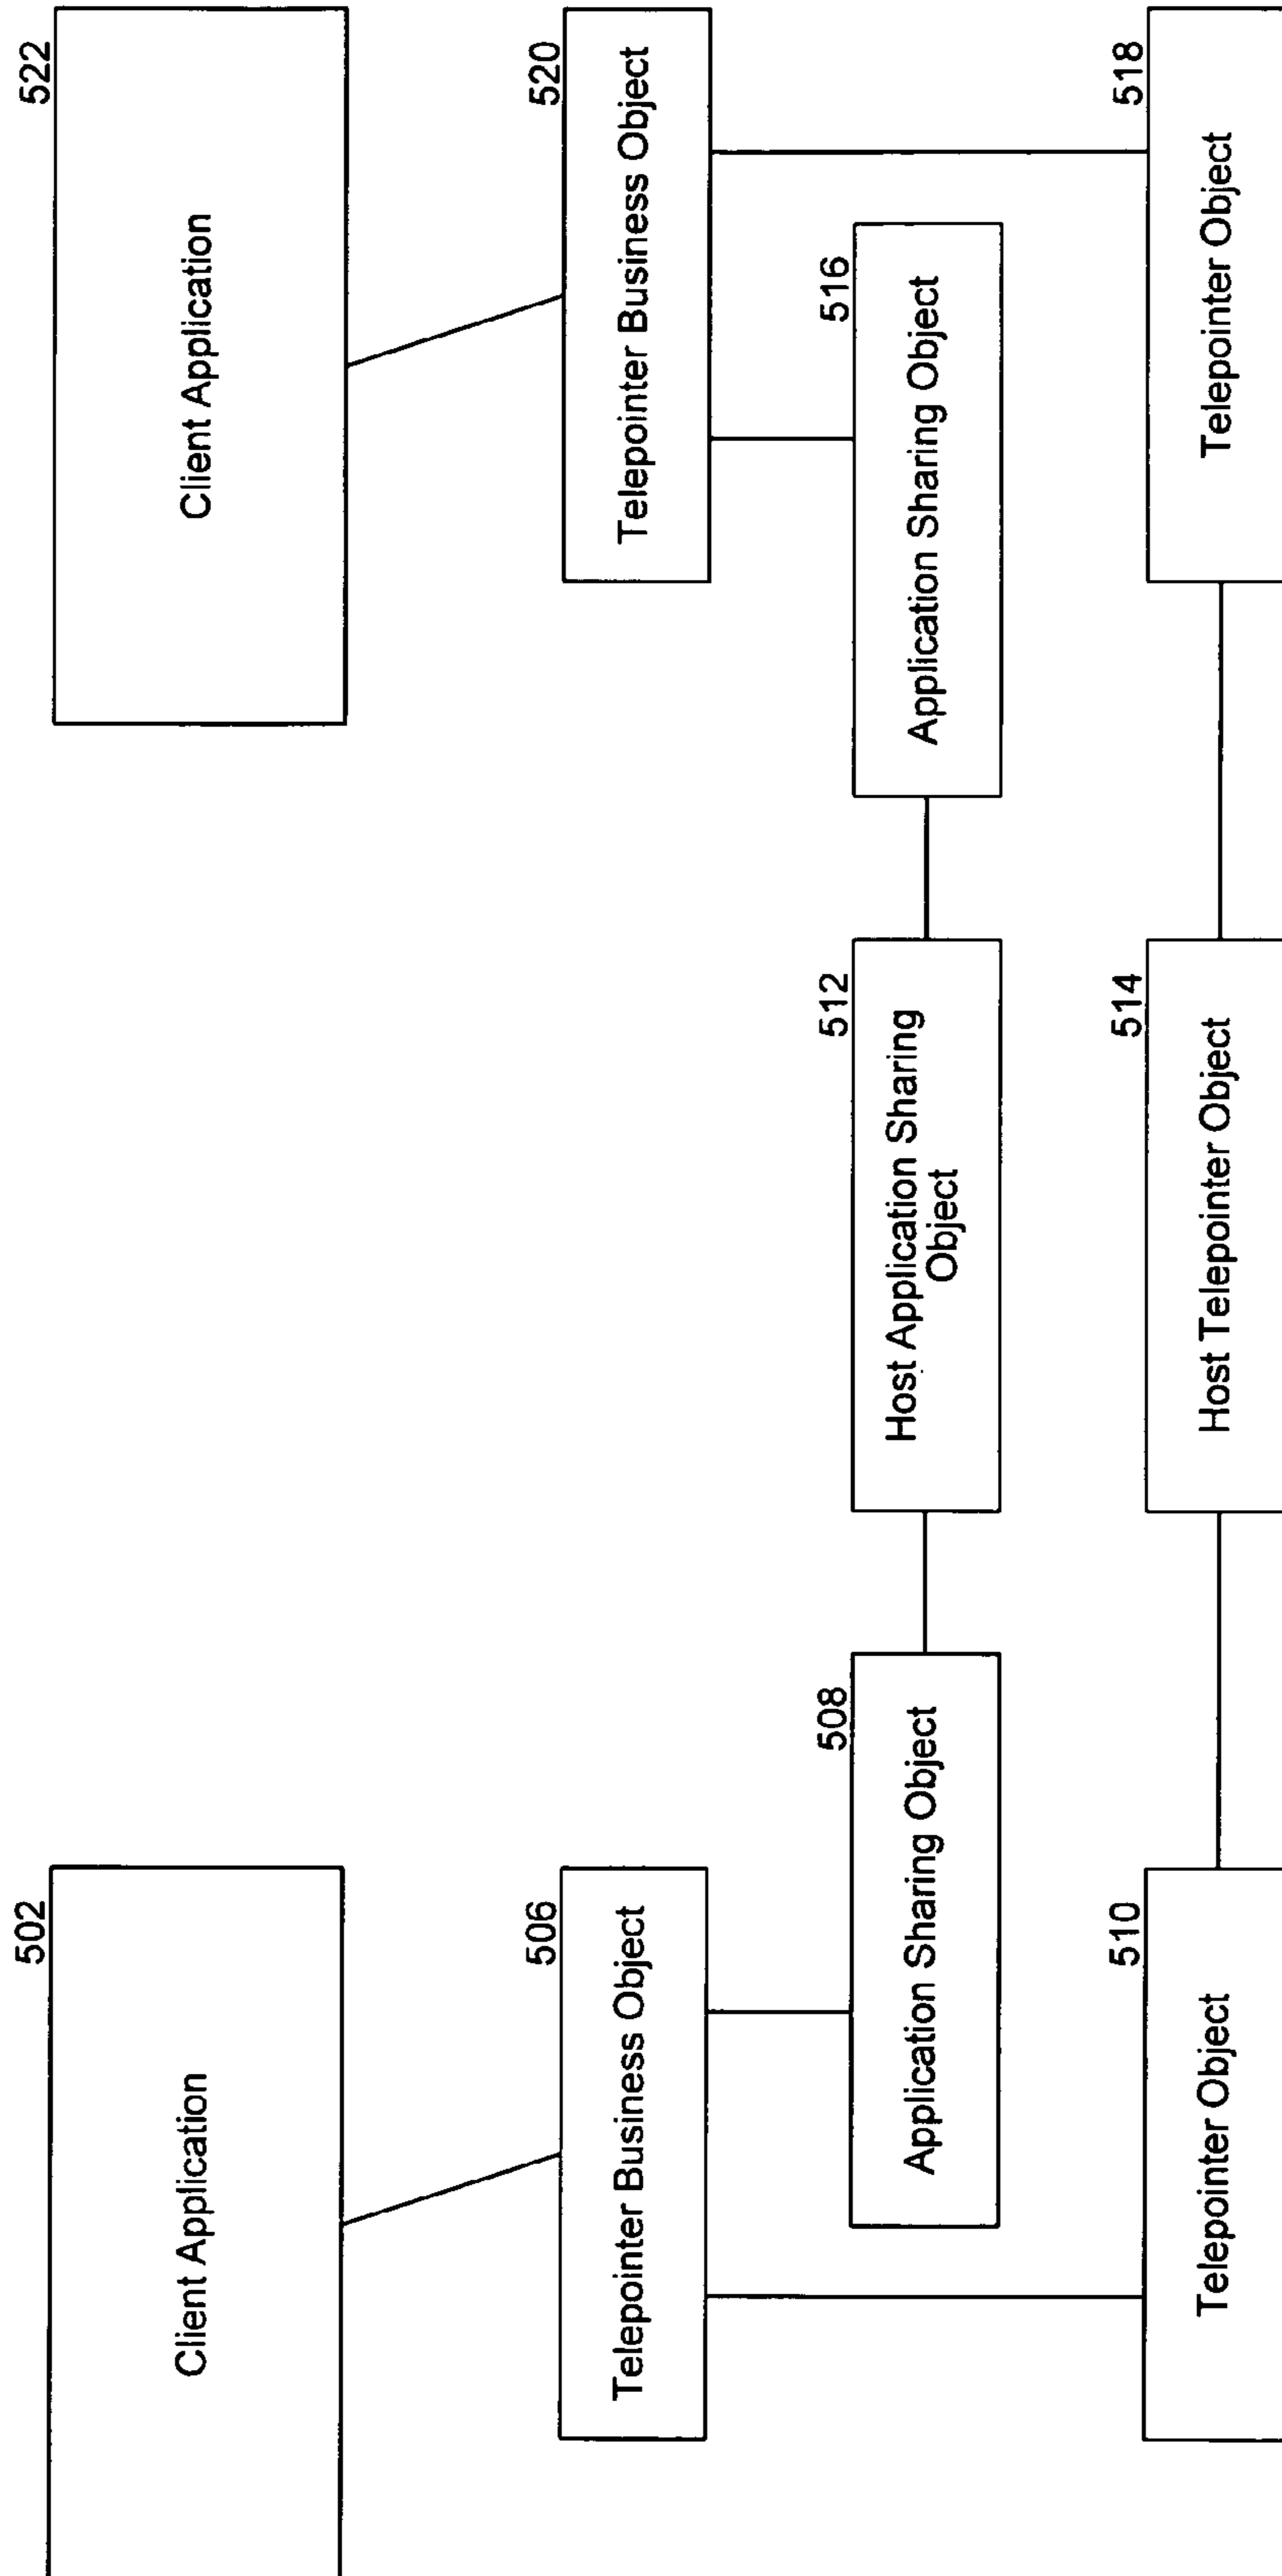 502
Client Application
522
Client Application
506
Telepointer Business Object
520
Telepointer Business Object
508
Application Sharing Object
512
Host Application Sharing
Object
516
Application Sharing Object
510
Telepointer Object
514
Host Telepointer Object
518
Telepointer Object